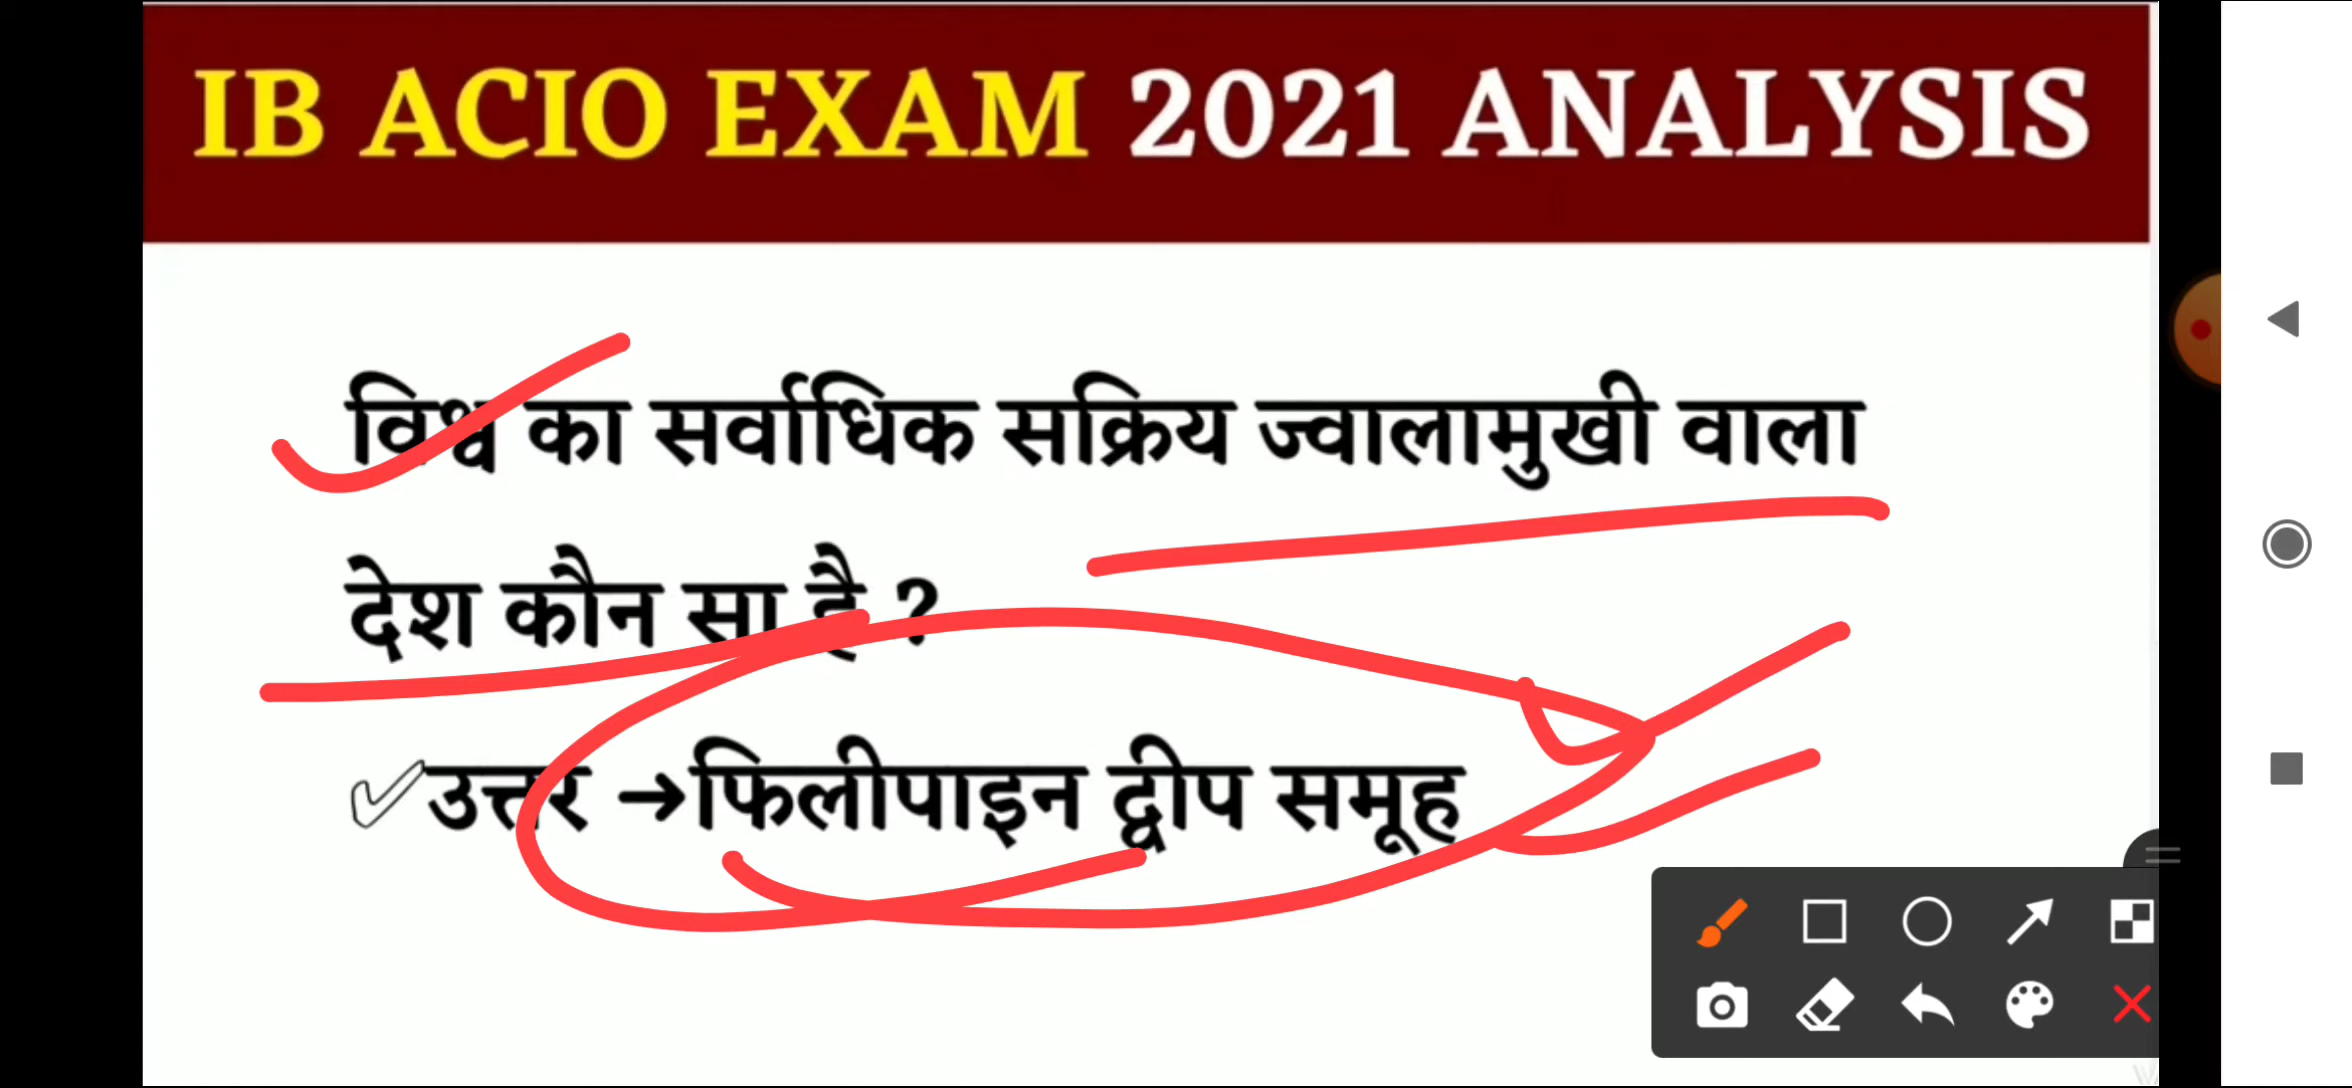 IB ACIO EXAM 2021 ANALYSIS
विश्व का सर्वाधिक सक्रिय ज्वालामुखी वाला
देश कौन सा है ?
✓उत्तर →फिलीपाइन द्वीप समूह